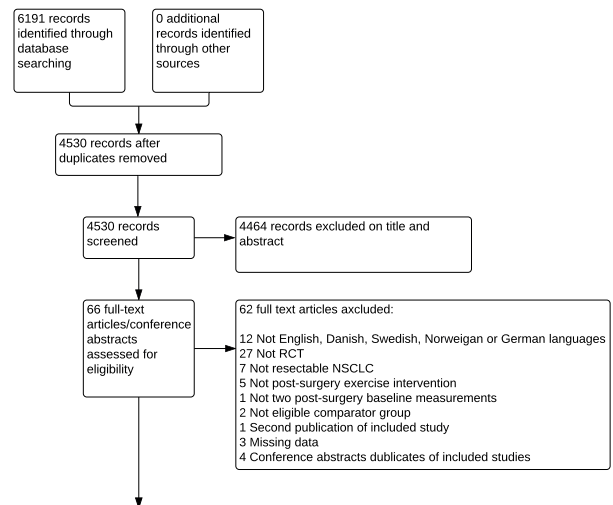 6191 records
identified through
database
searching
0 additional
records identified
through other
sources
4530 records after
duplicates removed
4530 records
screened
4464 records excluded on title and
abstract
66 full-text
articles/conference
abstracts
assessed for
eligibility
62 full text articles axcluded:
12 Not English, Danish, Swedish, Norweigan or German languages
27 Not RCT
7 Not resectable NSCLC
5 Not post-surgery exercise intervention
1 Not two post-surgery baseline measurements
2 Not eligible comparator group
1 Second publication of included study
3 Missing data
4 Conference abstracts dublicates of included studies